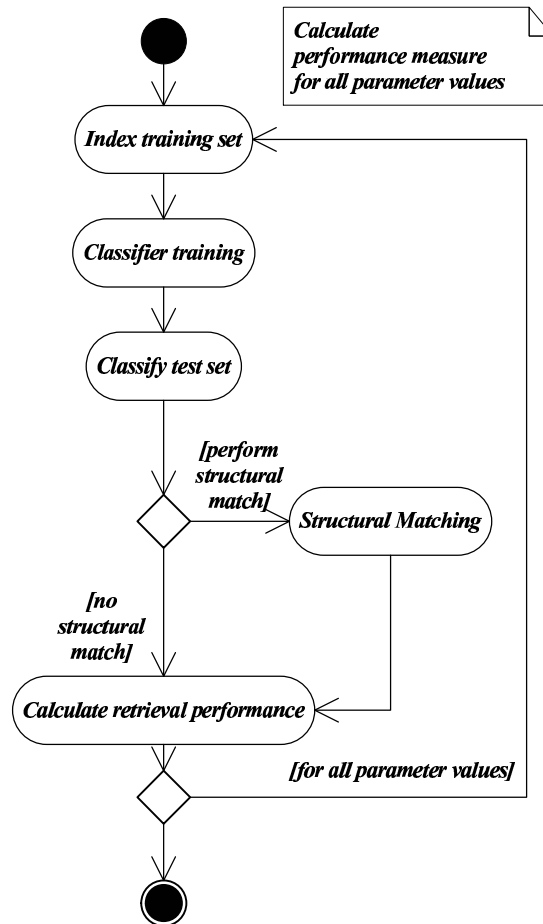 Calculate
performance measure
for all parameter values
Index training set
Classifier training
Classify test set
[perform
structural
match]
Structural Matching
[no
structural
match]
Calculate retrieval performance
[for all parameter values]